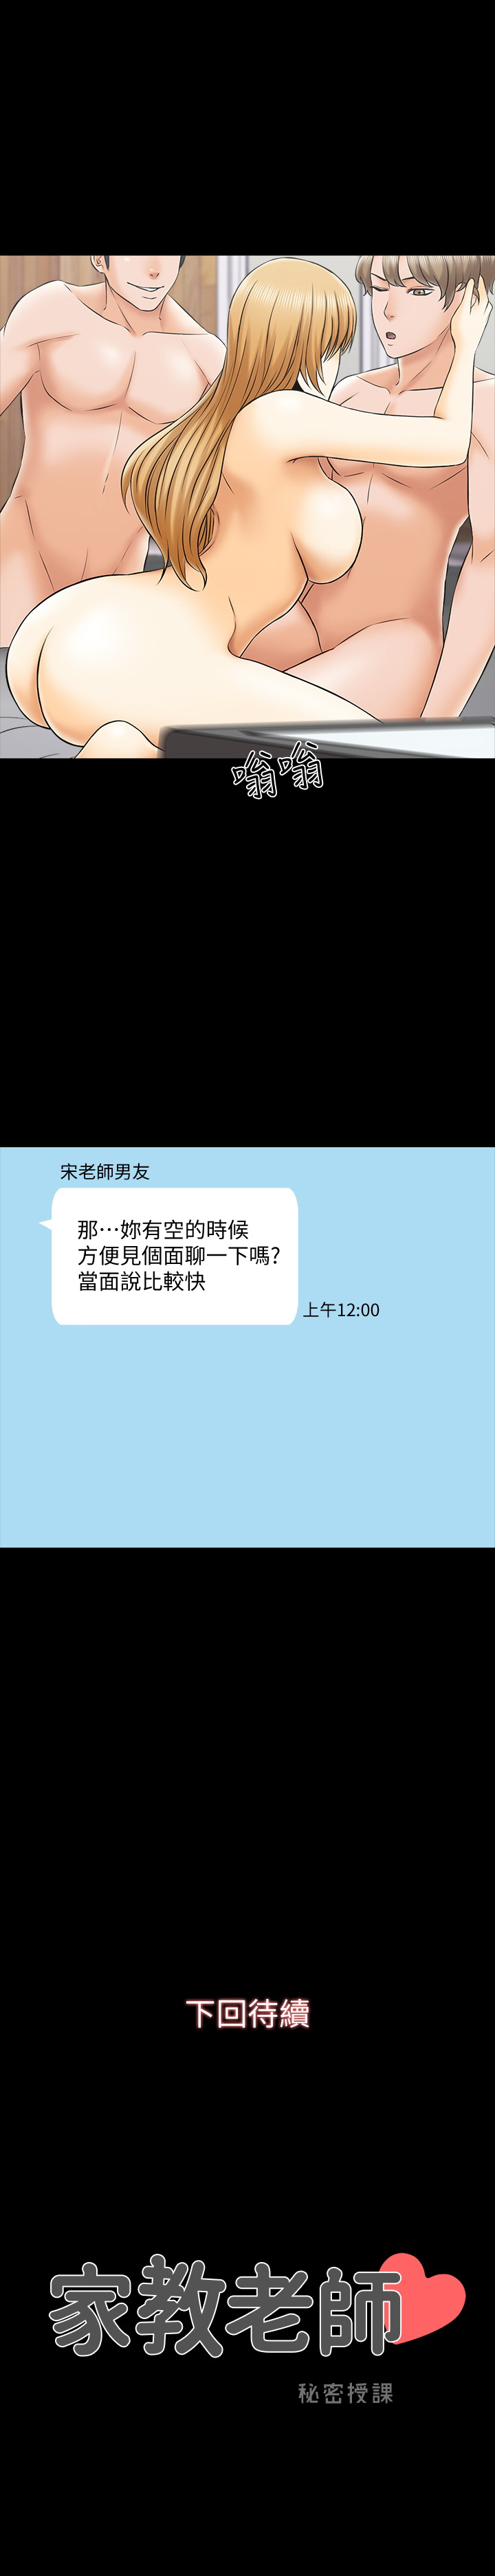 嗡嗡
宋老師男友
那…妳有空的時候
方便見個面聊一下嗎?
當面說比較快
上午12:00
下回待續
家教老師
秘密授課